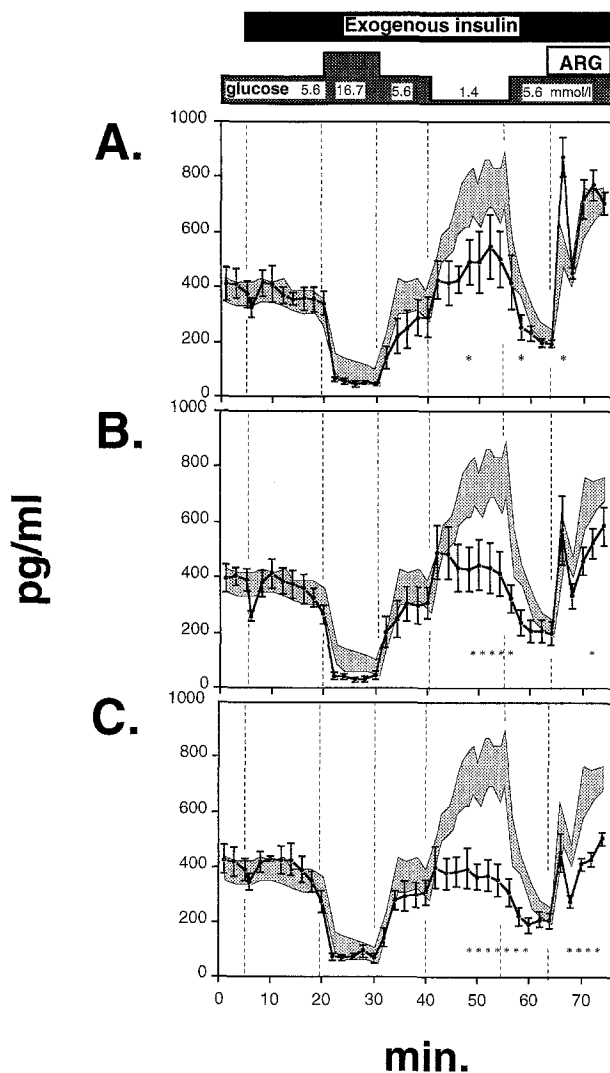 Exogenous insulin
ARG
glucose 5.6 16.7 5.6 1.4 5.6 mmol/l
A.
1000
800
600
400
200
0
* * *
B.
1000
800
600
400
200
0
* * * * * *
pg/ml
C.
1000
800
600
400
200
0
* * * * * * * * * * * *
0 10 20 30 40 50 60 70
min.